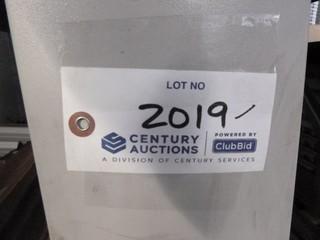 LOT NO
2019/
CENTURY AUCTIONS
POWERED BY
ClubBid
A DIVISION OF CENTURY SERVICES